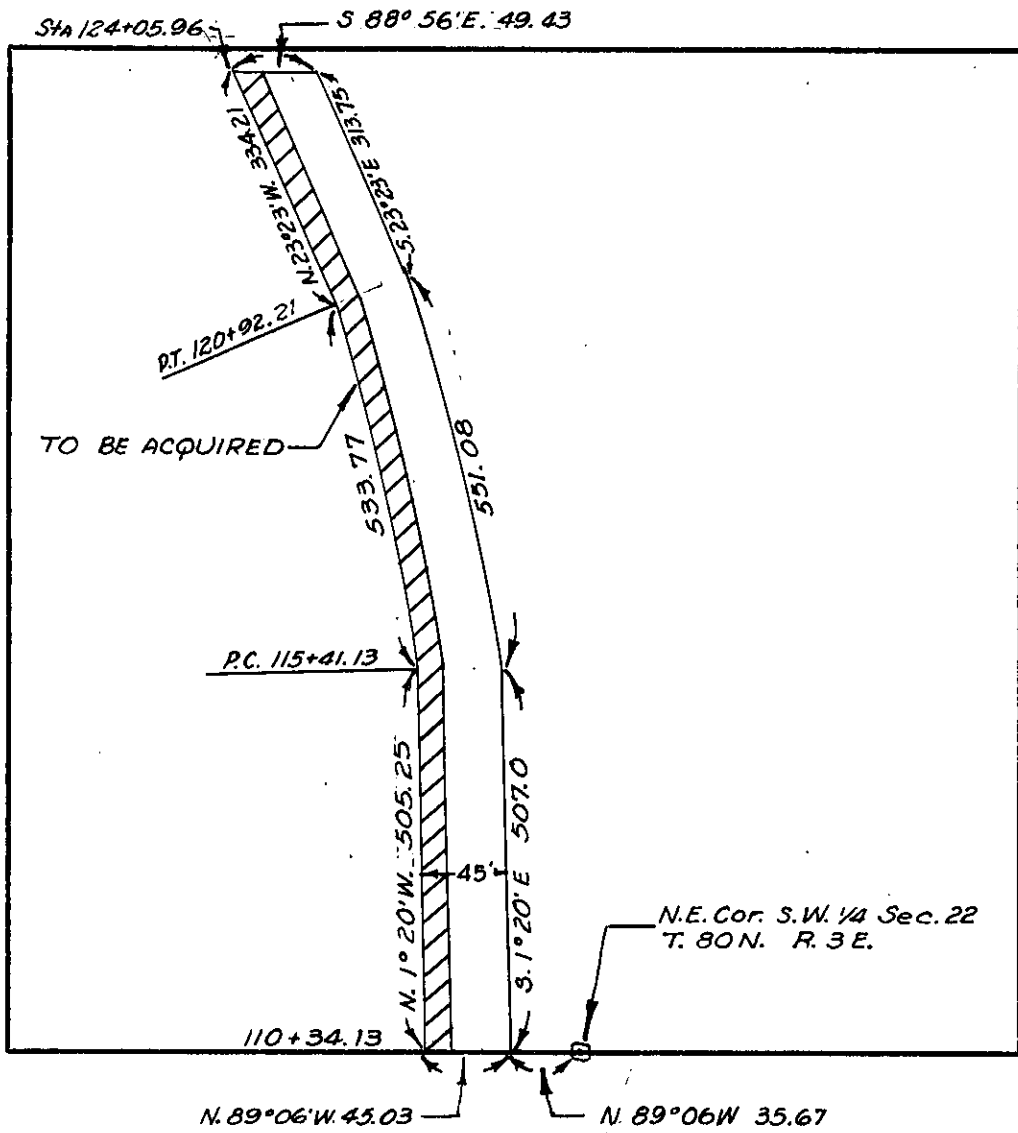 StA 124+05.96
S 88° 56'E. 49.43
N.23°23'W. 334.21
S.23°23'E 313.75
P.T. 120+92.21
TO BE ACQUIRED
533.77
551.08
P.C. 115+41.13
N. 1° 20'W. 505.25
45'
S. 1° 20'E 507.0
N.E. Cor. S.W. 1/4 Sec. 22
T. 80 N. R. 3 E.
110+34.13
N. 89°06'W. 45.03
N. 89°06W 35.67